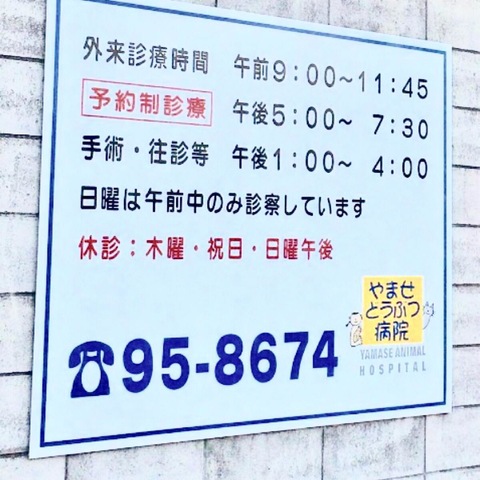 外来診療時間 午前9:00〜11:45
予約制診療 午後5:00〜 7:30
手術・往診等 午後1:00〜 4:00
日曜は午前中のみ診察しています
休診:木曜・祝日・日曜午後
☎95-8674
やませ
とうぶつ
病院
YAMASE ANIMAL
HOSPITAL